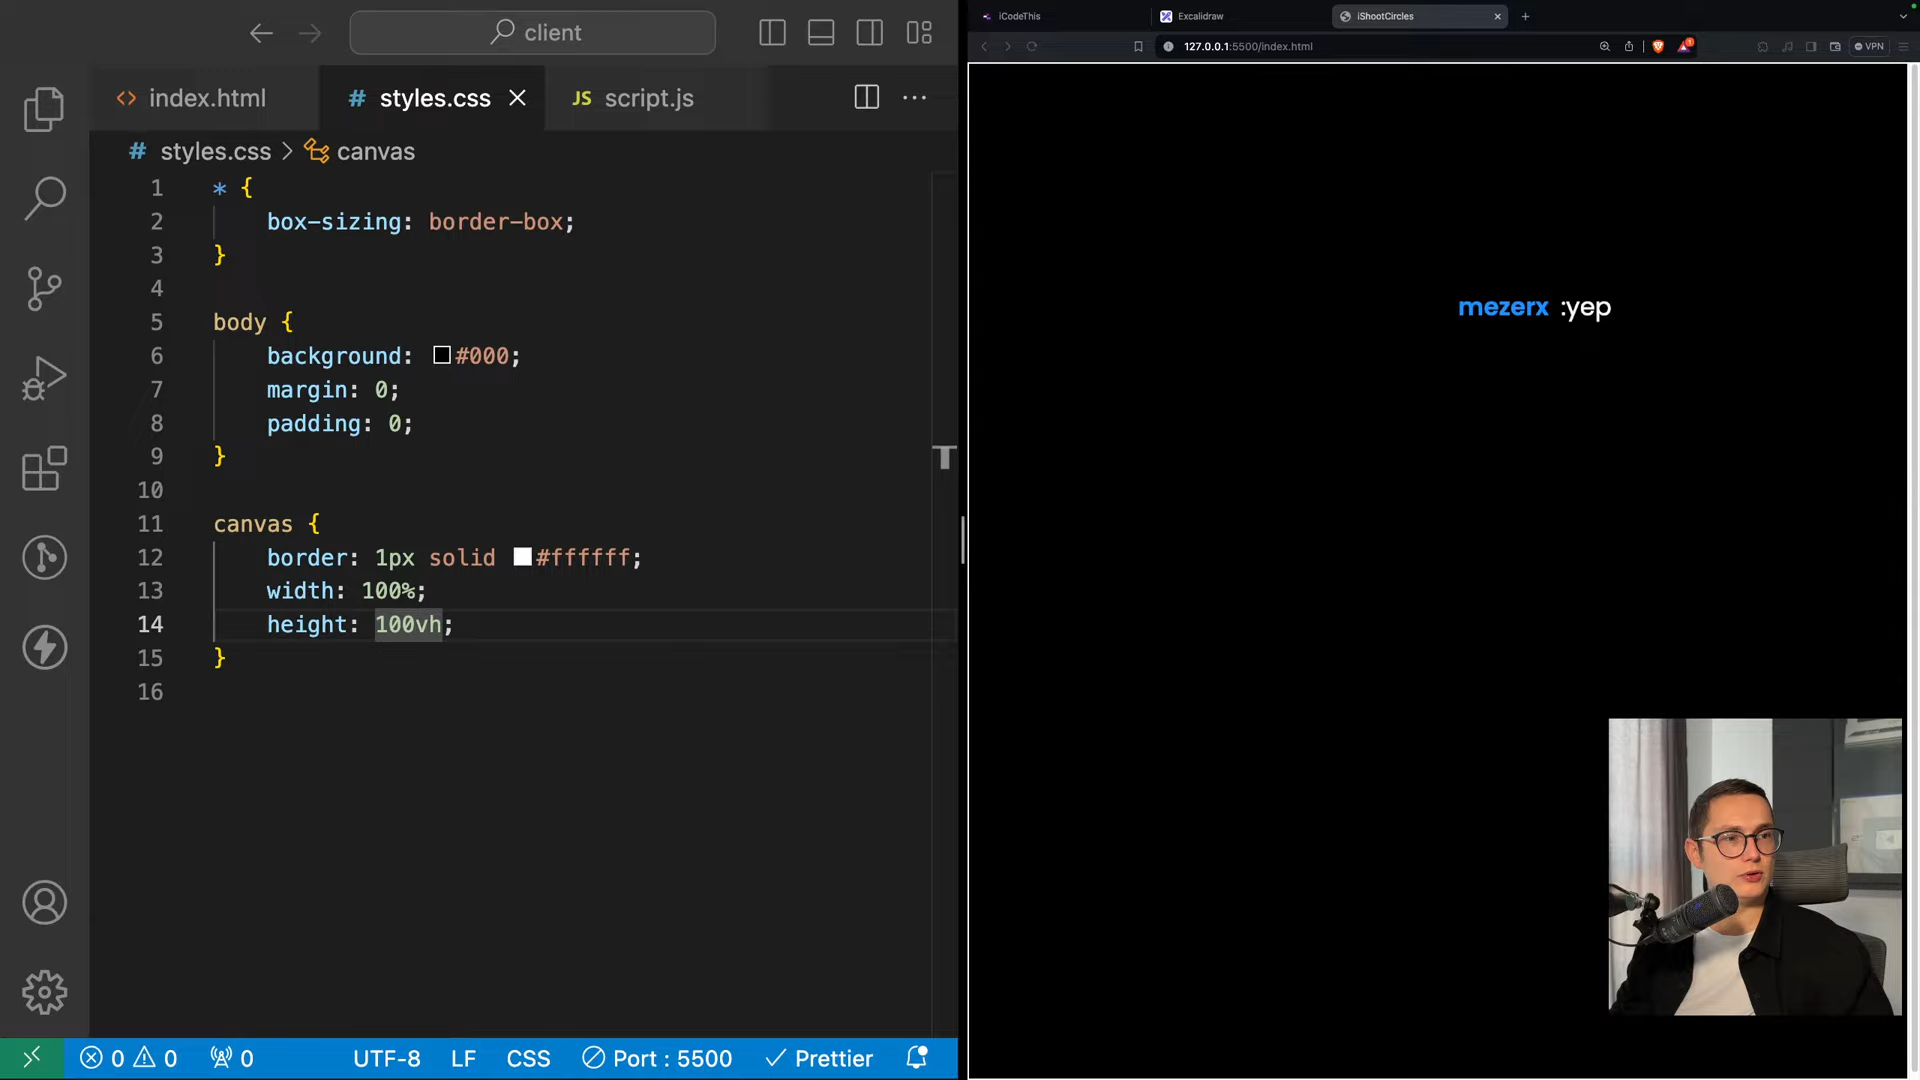 client
index.html
styles.css
JS script.js
# styles.css > canvas
1 * {
2 box-sizing: border-box;
3 }
4
5 body {
6 background: #000;
7 margin: 0;
8 padding: 0;
9 }
10
11 canvas {
12 border: 1px solid #ffffff;
13 width: 100%;
14 height: 100vh;
15 }
16
0 0 0 UTF-8 LF CSS Port : 5500 Prettier
iCodeThis Excalidraw iShootCircles
127.0.0.1:5500/index.html 1 VPN
mezerx :yep